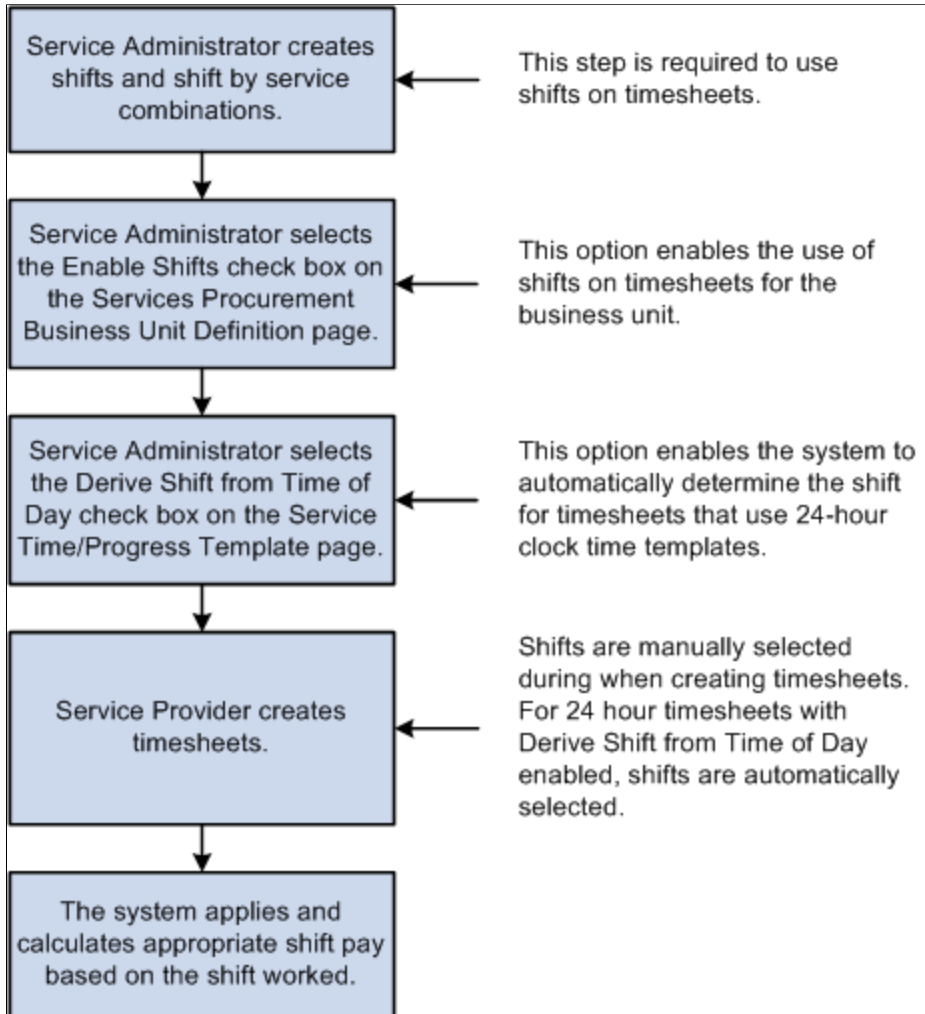 Service Administrator creates
shifts and shift by service
combinations.
This step is required to use
shifts on timesheets.
Service Administrator selects
the Enable Shifts check box on
the Services Procurement
Business Unit Definition page.
This option enables the use of
shifts on timesheets for the
business unit.
Service Administrator selects
the Derive Shift from Time of
Day check box on the Service
Time/Progress Template page.
This option enables the system to
automatically determine the shift
for timesheets that use 24-hour
clock time templates.
Service Provider creates
timesheets.
Shifts are manually selected
during when creating timesheets.
For 24 hour timesheets with
Derive Shift from Time of Day
enabled, shifts are automatically
selected.
The system applies and
calculates appropriate shift pay
based on the shift worked.